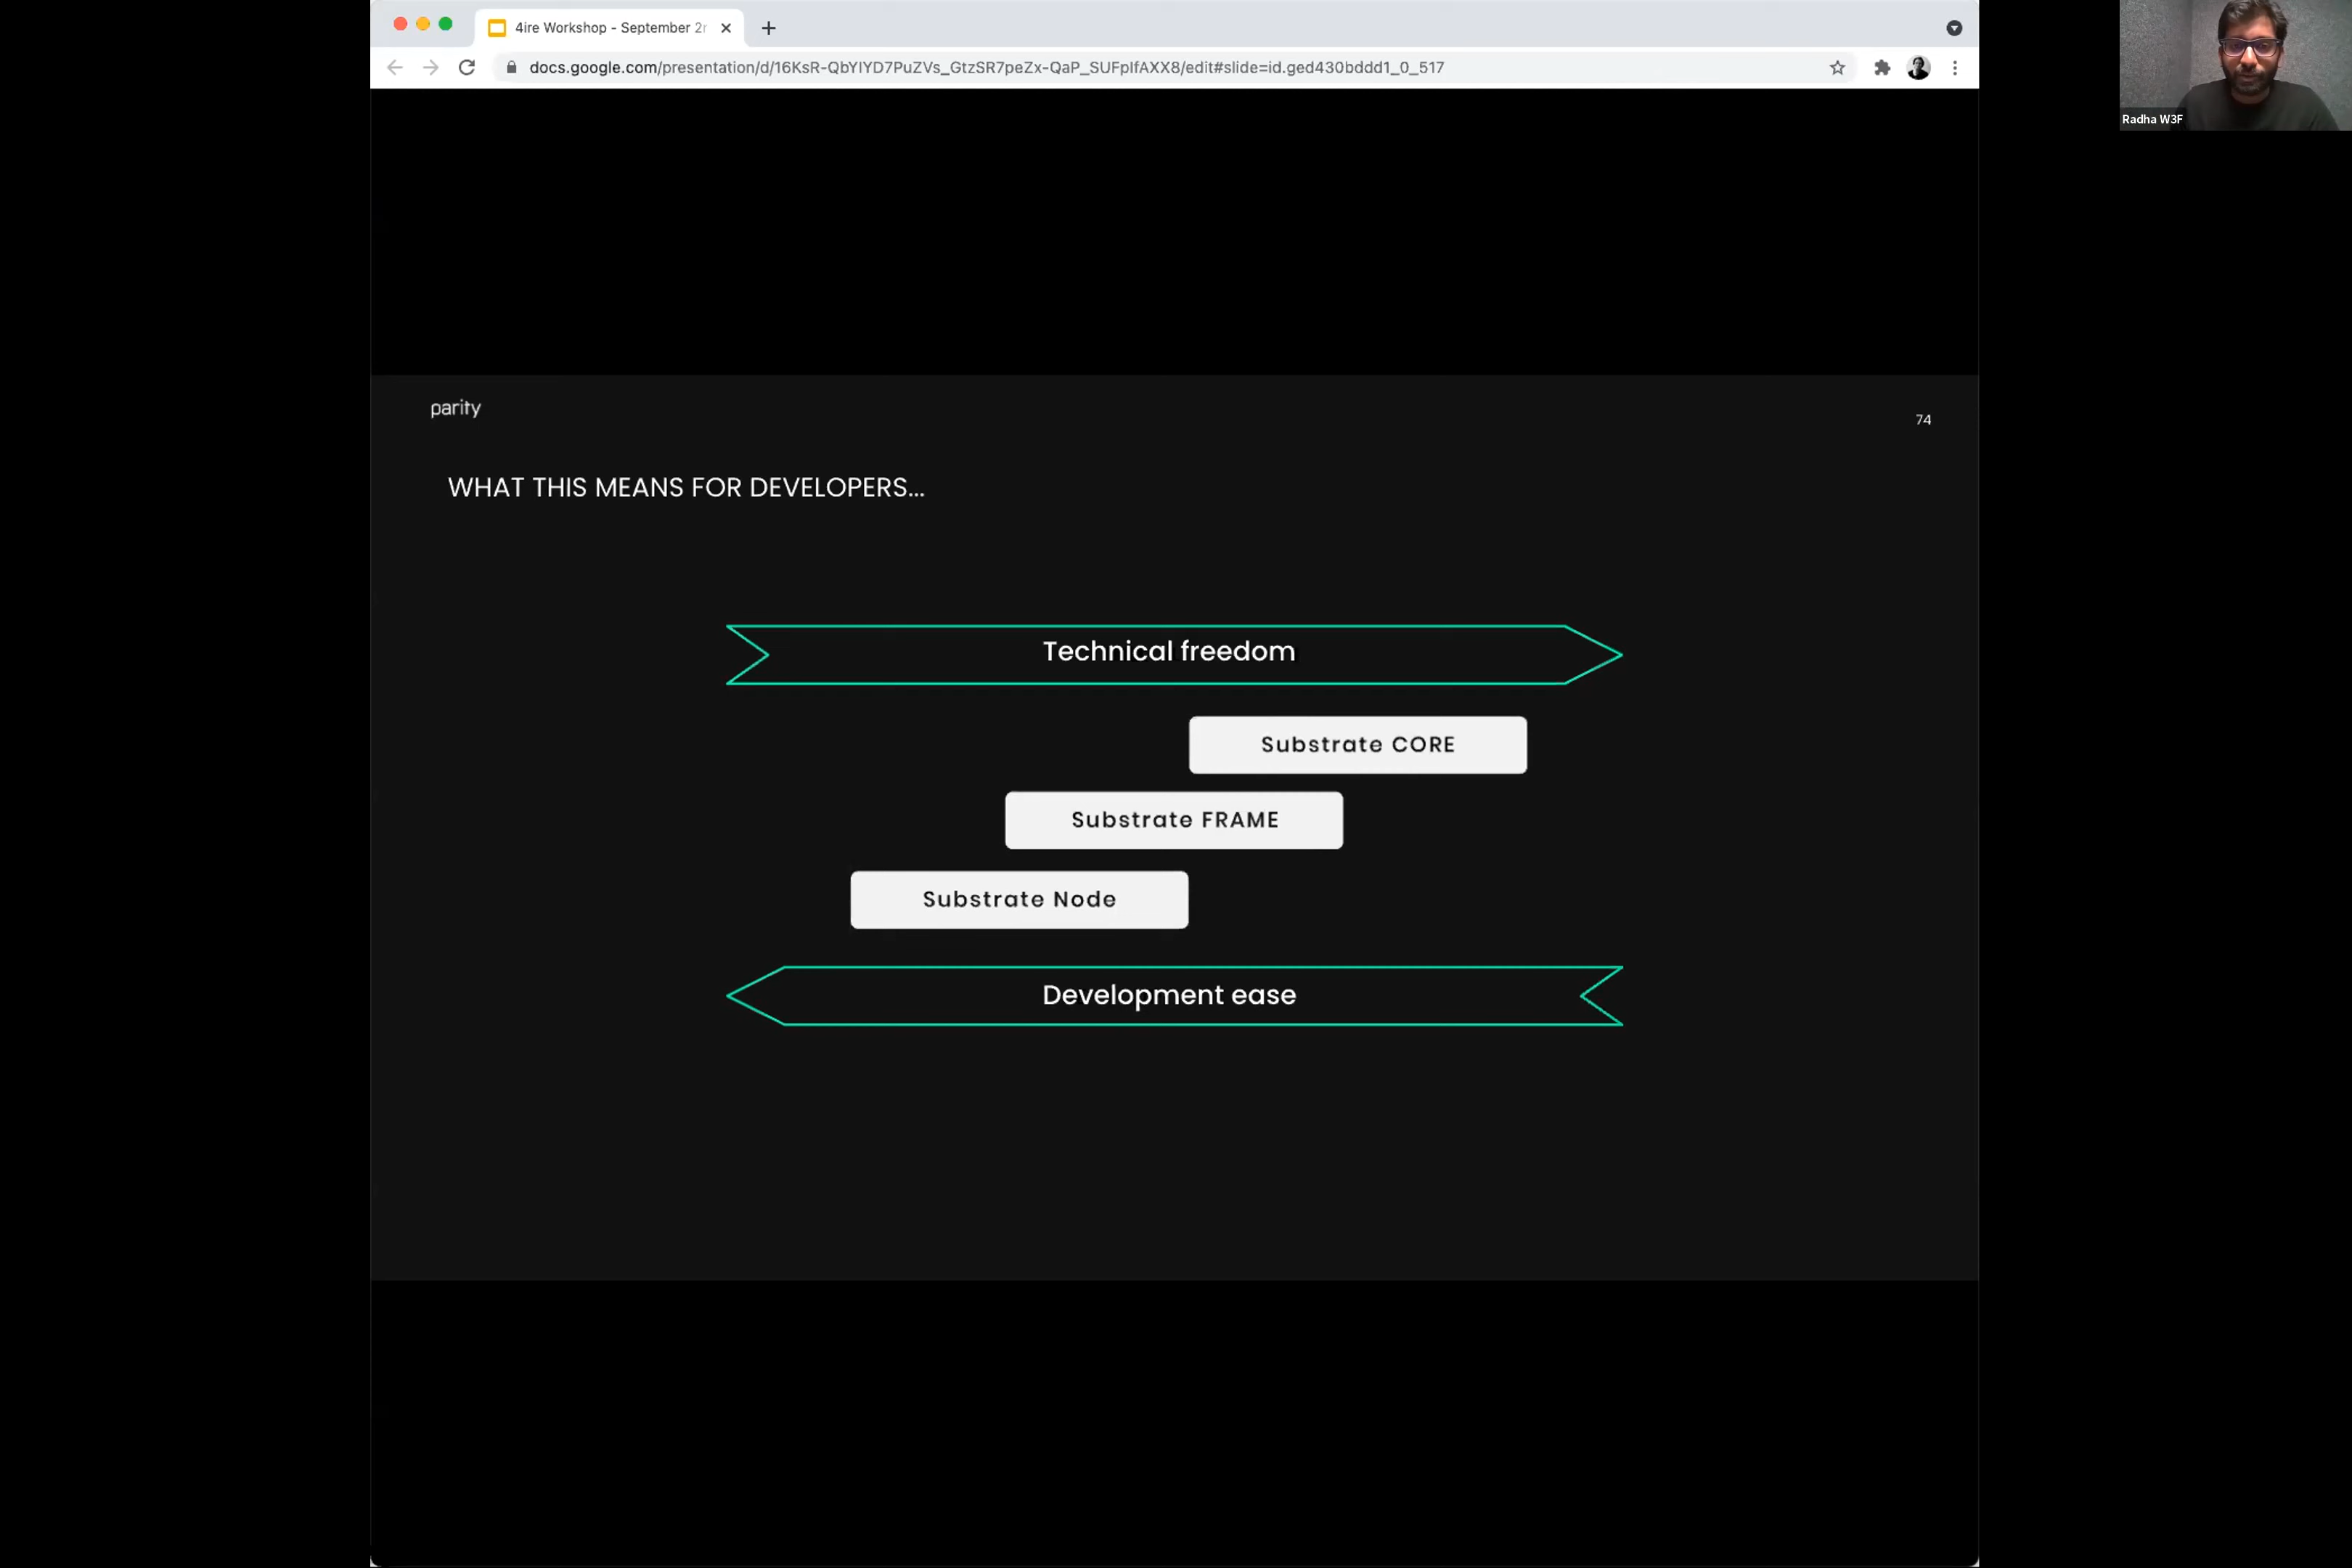 4ire Workshop - September 2r
docs.google.com/presentation/d/16KsR-QbYIYD7PuZVs_GtzSR7peZx-QaP_SUFpIfAXX8/edit#slide=id.ged430bddd1_0_517
Radha W3F
parity
74
WHAT THIS MEANS FOR DEVELOPERS...
Technical freedom
Substrate CORE
Substrate FRAME
Substrate Node
Development ease